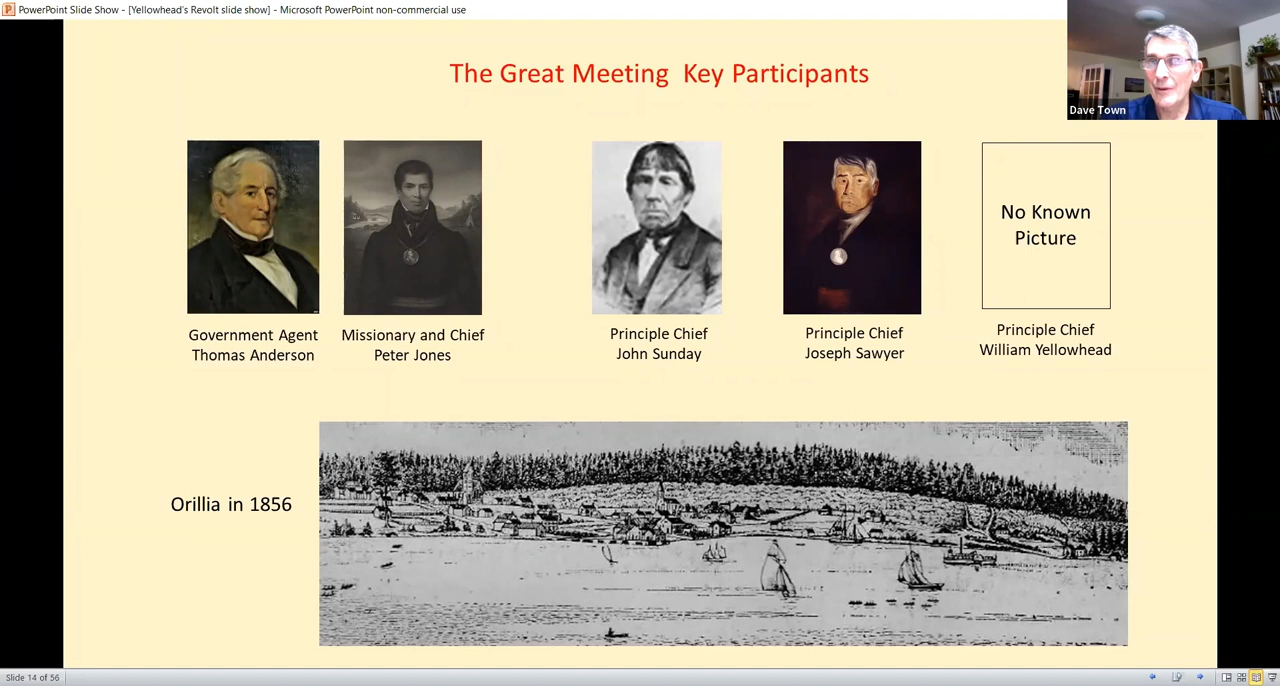 PowerPoint Slide Show - [Yellowhead's Revolt slide show] - Microsoft PowerPoint non-commercial use
Dave Town
The Great Meeting  Key Participants
Government Agent
Thomas Anderson
Missionary and Chief
Peter Jones
Principle Chief
John Sunday
Principle Chief
Joseph Sawyer
No Known
Picture
Principle Chief
William Yellowhead
Orillia in 1856
Slide 14 of 56